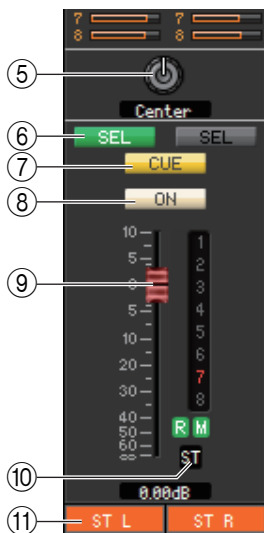 7 7
8 8
⑤
Center
⑥ SEL SEL
⑦ CUE
⑧ ON
10
5
⑨ 0
5
10
20
30
40
50
60
∞
1
2
3
4
5
6
7
8
R M
⑩ ST
0.00dB
⑪ ST L ST R